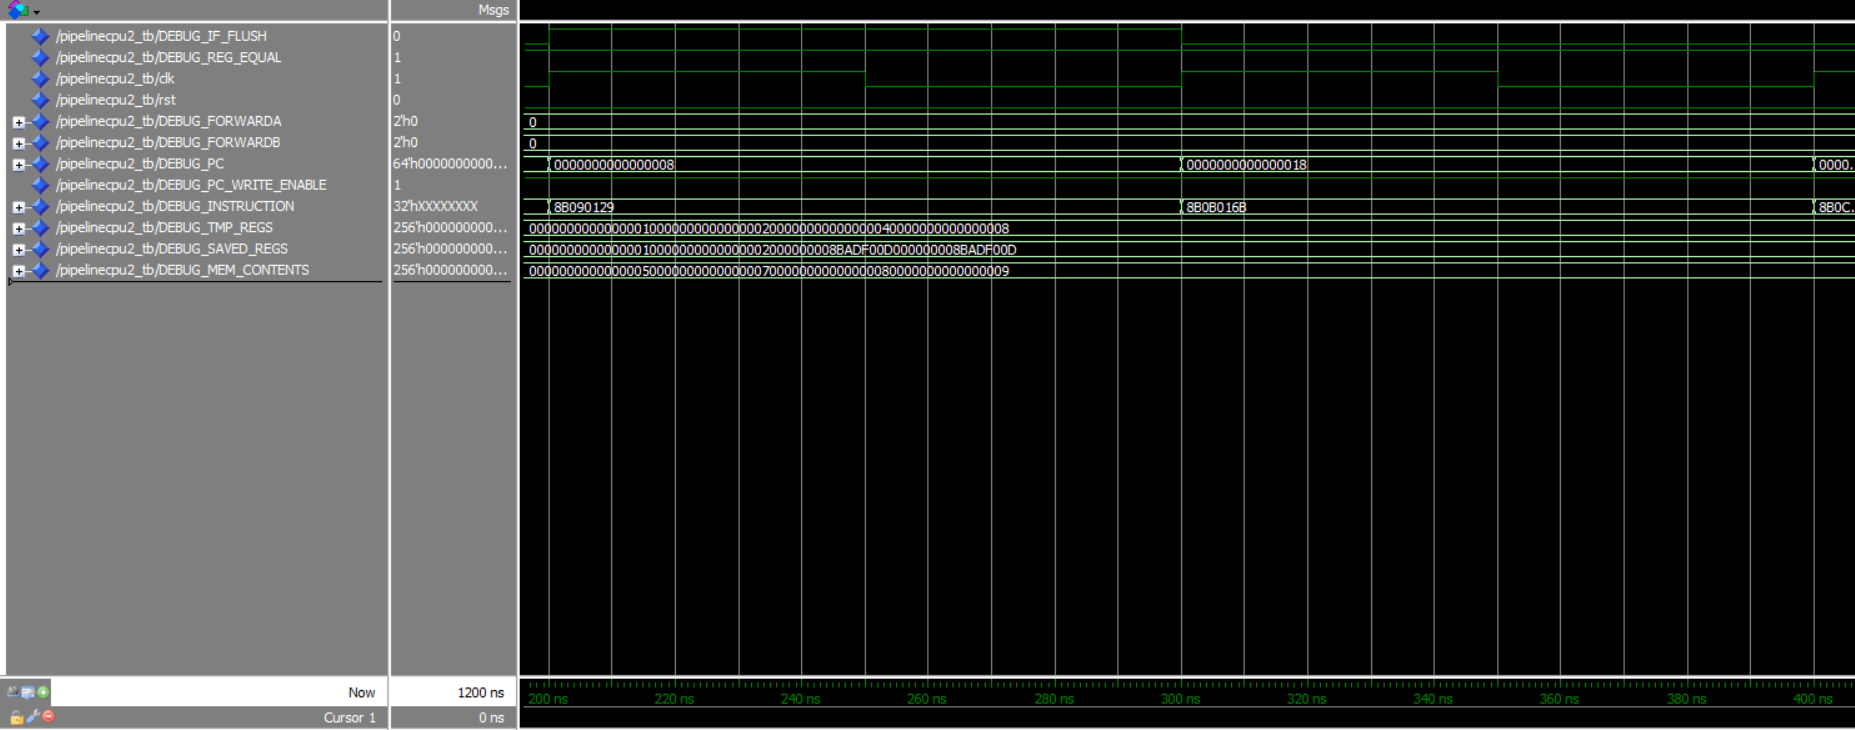 Msgs
/pipelinecpu2_tb/DEBUG_IF_FLUSH 0
/pipelinecpu2_tb/DEBUG_REG_EQUAL 1
/pipelinecpu2_tb/clk 1
/pipelinecpu2_tb/rst 0
/pipelinecpu2_tb/DEBUG_FORWARDA 2'h0 0
/pipelinecpu2_tb/DEBUG_FORWARDB 2'h0 0
/pipelinecpu2_tb/DEBUG_PC 64'h0000000000... 0000000000000008 0000000000000018 0000.
/pipelinecpu2_tb/DEBUG_PC_WRITE_ENABLE 1
/pipelinecpu2_tb/DEBUG_INSTRUCTION 32'hXXXXXXXX 8B090129 8B0B016B 8B0C.
/pipelinecpu2_tb/DEBUG_TMP_REGS 256'h000000000... 0000000000000010000000000000002000000000000000400000000000000008
/pipelinecpu2_tb/DEBUG_SAVED_REGS 256'h000000000... 00000000000000010000000000000002000000008BADF00D000000008BADF00D
/pipelinecpu2_tb/DEBUG_MEM_CONTENTS 256'h000000000... 0000000000000005000000000000000700000000000000080000000000000009
Now 1200 ns 200 ns 220 ns 240 ns 260 ns 280 ns 300 ns 320 ns 340 ns 360 ns 380 ns 400 ns
Cursor 1 0 ns